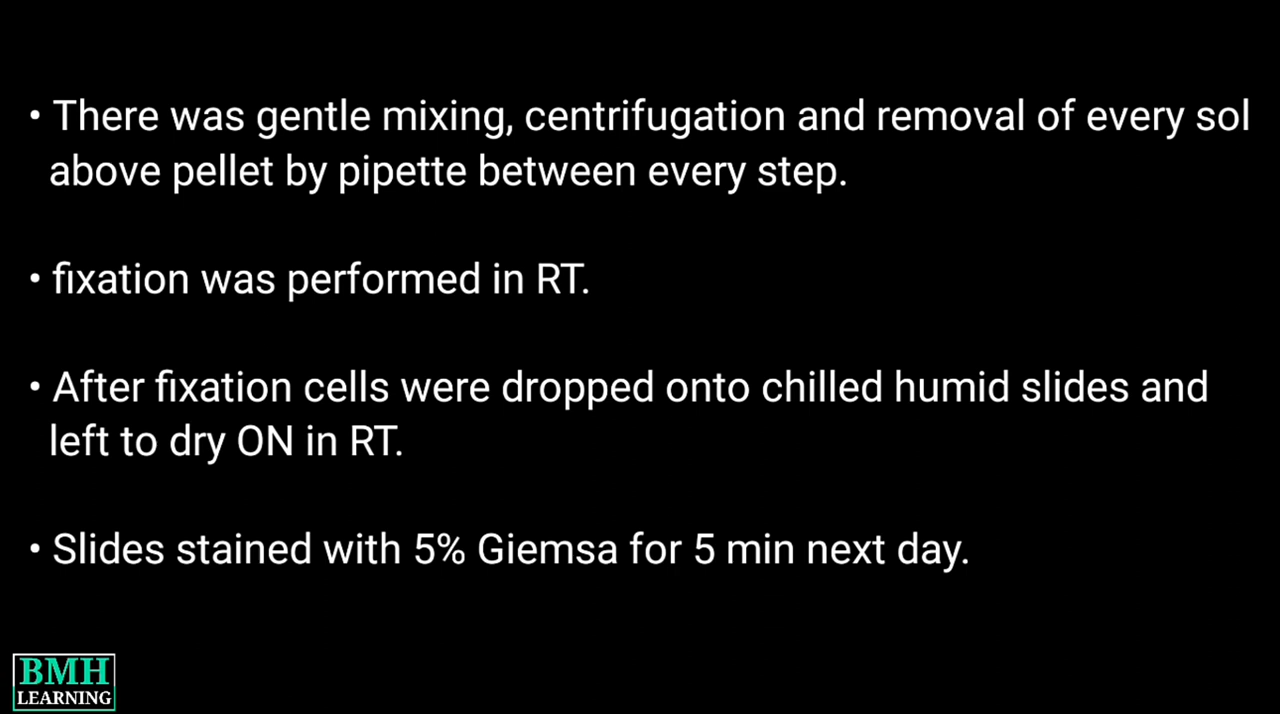 • There was gentle mixing, centrifugation and removal of every sol
above pellet by pipette between every step.
• fixation was performed in RT.
• After fixation cells were dropped onto chilled humid slides and
left to dry ON in RT.
• Slides stained with 5% Giemsa for 5 min next day.
BMH
LEARNING